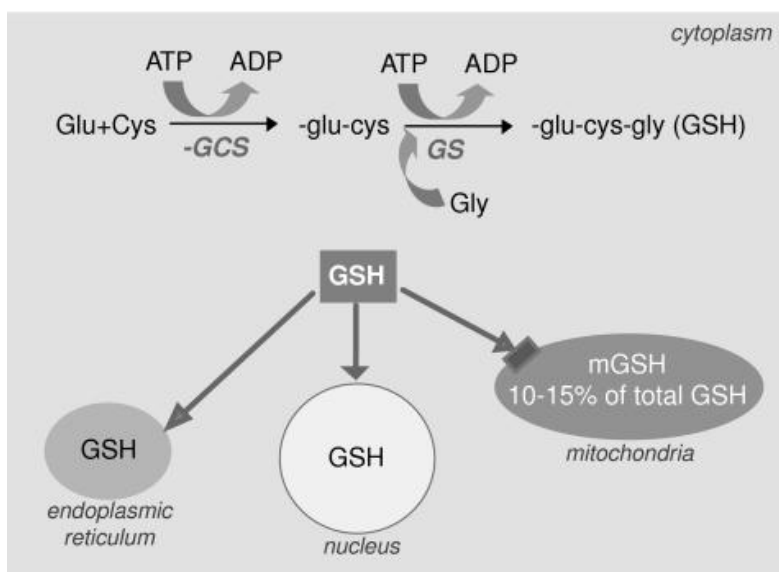 cytoplasm
ATP ADP ATP ADP
Glu+Cys -glu-cys -glu-cys-gly (GSH)
-GCS GS
Gly
GSH
mGSH
10-15% of total GSH
mitochondria
GSH
endoplasmic
reticulum
GSH
nucleus